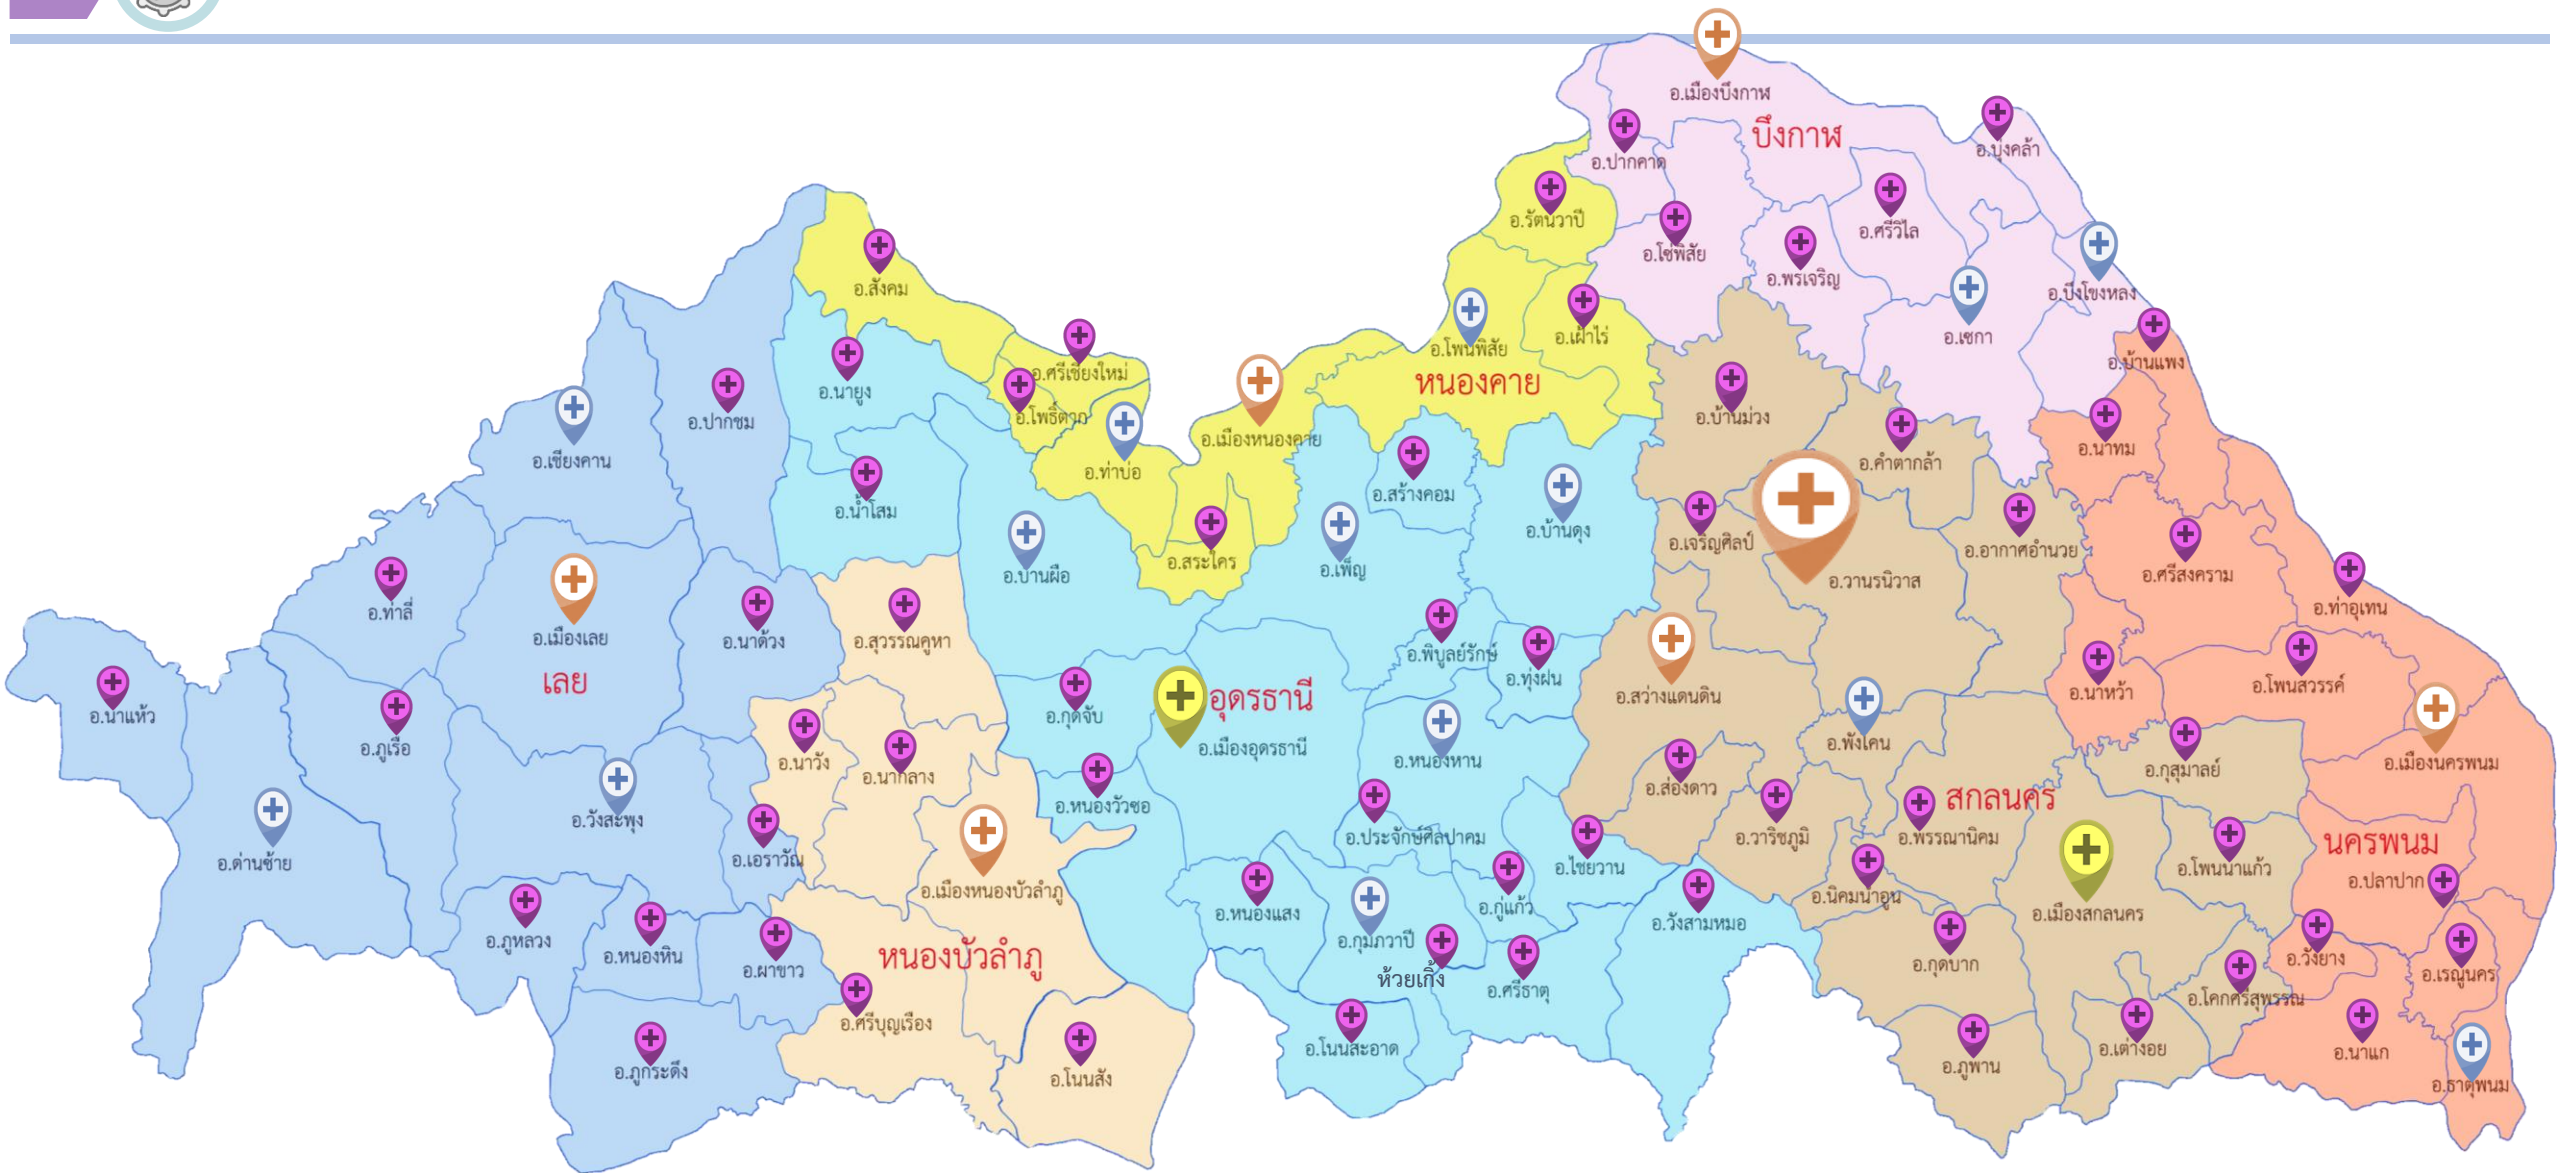 อ.เมืองบึงกาฬ
บึงกาฬ
อ.ปากคาด
อ.บุ่งคล้า
อ.รัตนวาปี
อ.โซ่พิสัย
อ.ศรีวิไล
อ.พรเจริญ
อ.บึงโขงหลง
อ.เซกา
อ.สังคม
อ.โพนพิสัย
อ.เฝ้าไร่
อ.บ้านแพง
อ.ศรีเชียงใหม่
หนองคาย
อ.นายูง
อ.โพธิ์ตาก
อ.บ้านม่วง
อ.ปากชม
อ.เมืองหนองคาย
อ.นาทม
อ.เชียงคาน
อ.ท่าบ่อ
อ.คำตากล้า
อ.สร้างคอม
อ.น้ำโสม
อ.บ้านดุง
อ.เจริญศิลป์
อ.อากาศอำนวย
อ.สระใคร
อ.เพ็ญ
อ.บ้านผือ
อ.วานรนิวาส
อ.ศรีสงคราม
อ.ท่าลี่
อ.ท่าอุเทน
อ.เมืองเลย
อ.นาด้วง
อ.สุวรรณคูหา
อ.พิบูลย์รักษ์
อ.ทุ่งฝน
เลย
อุดรธานี
อ.สว่างแดนดิน
อ.นาหว้า
อ.โพนสวรรค์
อ.นาแห้ว
อ.กุดจับ
อ.ภูเรือ
อ.เมืองอุดรธานี
อ.พังโคน
อ.นาวัง
อ.นากลาง
อ.หนองหาน
อ.กุสุมาลย์
อ.เมืองนครพนม
อ.ส่องดาว
สกลนคร
อ.หนองวัวซอ
อ.วังสะพุง
อ.ประจักษ์ศิลปาคม
อ.วาริชภูมิ
อ.พรรณานิคม
นครพนม
อ.ด่านซ้าย
อ.เอราวัณ
อ.ไชยวาน
อ.โพนนาแก้ว
อ.ปลาปาก
อ.เมืองหนองบัวลำภู
อ.นิคมน้ำอูน
อ.หนองแสง
อ.กู่แก้ว
อ.วังสามหมอ
อ.เมืองสกลนคร
อ.ภูหลวง
อ.กุมภวาปี
อ.หนองหิน
หนองบัวลำภู
อ.วังยาง
อ.ผาขาว
ห้วยเกิ้ง
อ.ศรีธาตุ
อ.กุดบาก
อ.เรณูนคร
อ.โคกศรีสุพรรณ
อ.ศรีบุญเรือง
อ.โนนสะอาด
อ.เต่างอย
อ.นาแก
อ.ภูกระดึง
อ.โนนสัง
อ.ภูพาน
อ.ธาตุพนม